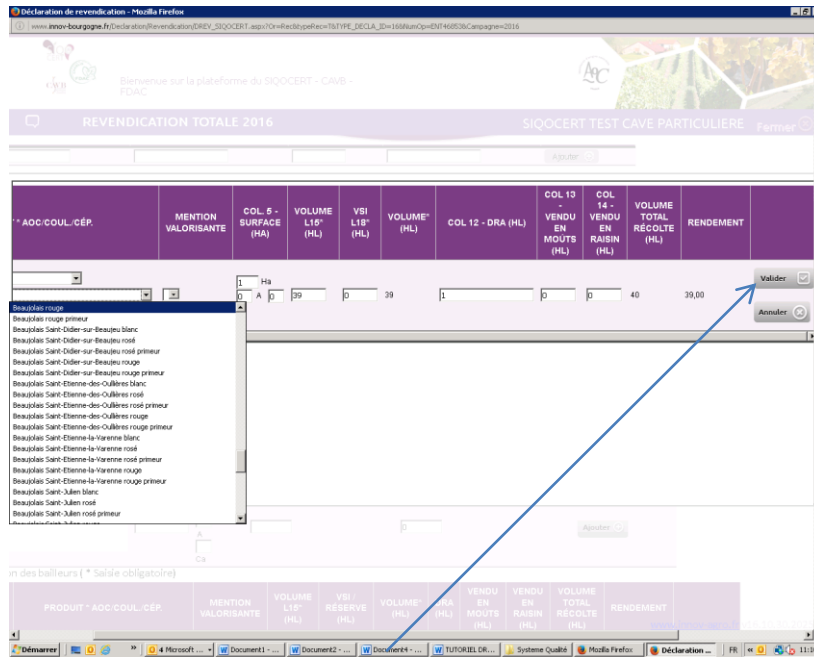 Déclaration de revendication - Mozilla Firefox
www.innov-bourgogne.fr/Declaration/Revendication/DREV_SIQOCERT.aspx?Or=Rec&typeRec=T&TYPE_DECLA_ID=16&NumOp=ENT46853&Campagne=2016
Bienvenue sur la plateforme du SIQOCERT - CAVB -
FDAC
REVENDICATION TOTALE 2016
SIQOCERT TEST CAVE PARTICULIERE
Fermer
Ajouter
* AOC/COUL./CÉP.
MENTION VALORISANTE
COL. 5 - SURFACE (HA)
VOLUME L15* (HL)
VSI L18* (HL)
VOLUME* (HL)
COL 12 - DRA (HL)
COL 13 - VENDU EN MOÛTS (HL)
COL 14 - VENDU EN RAISIN (HL)
VOLUME TOTAL RÉCOLTE (HL)
RENDEMENT
Valider
1 Ha
0 A 0 39 0 39 1 0 0 40 39,00
Annuler
Beaujolais rouge
Beaujolais rouge primeur
Beaujolais Saint-Didier-sur-Beaujeu blanc
Beaujolais Saint-Didier-sur-Beaujeu rosé
Beaujolais Saint-Didier-sur-Beaujeu rosé primeur
Beaujolais Saint-Didier-sur-Beaujeu rouge
Beaujolais Saint-Didier-sur-Beaujeu rouge primeur
Beaujolais Saint-Etienne-des-Oullières blanc
Beaujolais Saint-Etienne-des-Oullières rosé
Beaujolais Saint-Etienne-des-Oullières rosé primeur
Beaujolais Saint-Etienne-des-Oullières rouge
Beaujolais Saint-Etienne-des-Oullières rouge primeur
Beaujolais Saint-Etienne-la-Varenne blanc
Beaujolais Saint-Etienne-la-Varenne rosé
Beaujolais Saint-Etienne-la-Varenne rosé primeur
Beaujolais Saint-Etienne-la-Varenne rouge
Beaujolais Saint-Etienne-la-Varenne rouge primeur
Beaujolais Saint-Julien blanc
Beaujolais Saint-Julien rosé
Beaujolais Saint-Julien rosé primeur
Beaujolais Saint-Julien rouge
A
0
Ajouter
Ca
n des bailleurs ( * Saisie obligatoire)
PRODUIT * AOC/COUL./CÉP.
MENTION VALORISANTE
VOLUME L15* (HL)
VSI / RÉSERVE (HL)
VOLUME* (HL)
DRA (HL)
VENDU EN MOÛTS (HL)
VENDU EN RAISIN (HL)
VOLUME TOTAL RÉCOLTE (HL)
RENDEMENT
Démarrer
4 Microsoft ...
Document1 - ...
Document2 - ...
Document4 - ...
TUTORIEL DR...
Systeme Qualité
Mozilla Firefox
Déclaration ...
FR